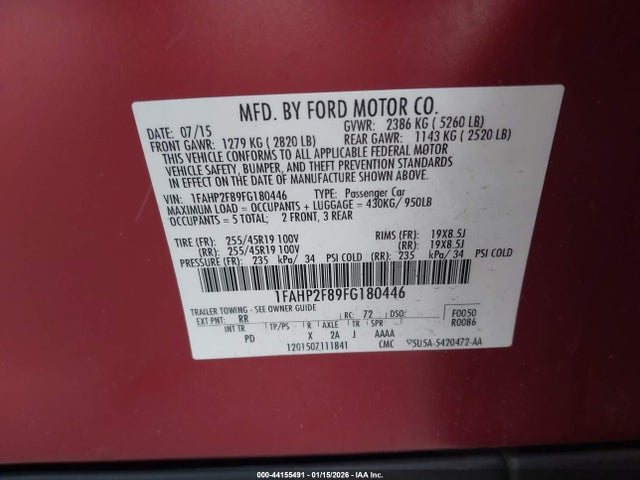 MFD. BY FORD MOTOR CO.
DATE: 07/15 GVWR: 2386 KG ( 5260 LB)
FRONT GAWR: 1279 KG ( 2820 LB) REAR GAWR: 1143 KG ( 2520 LB)
THIS VEHICLE CONFORMS TO ALL APPLICABLE FEDERAL MOTOR
VEHICLE SAFETY, BUMPER, AND THEFT PREVENTION STANDARDS
IN EFFECT ON THE DATE OF MANUFACTURE SHOWN ABOVE.
VIN: 1FAHP2F89FG180446 TYPE: Passenger Car
MAXIMUM LOAD = OCCUPANTS + LUGGAGE = 430KG/ 950LB
OCCUPANTS = 5 TOTAL; 2 FRONT, 3 REAR
TIRE (FR): 255/45R19 100V RIMS (FR): 19X8.5J
(RR): 255/45R19 100V (RR): 19X8.5J
PRESSURE (FR): 235 kPa/ 34 PSI COLD (RR): 235 kPa/ 34 PSI COLD
1FAHP2F89FG180446
TRAILER TOWING - SEE OWNER GUIDE
EXT PNT: RR RC: 72 DSO: F0050
INT TR TP/PS R AXLE TR SPR R0086
PD X 2A J AAAA
1201507111841 CMC SU5A-5420472-AA
000-44155491 - 01/15/2026 - IAA Inc.